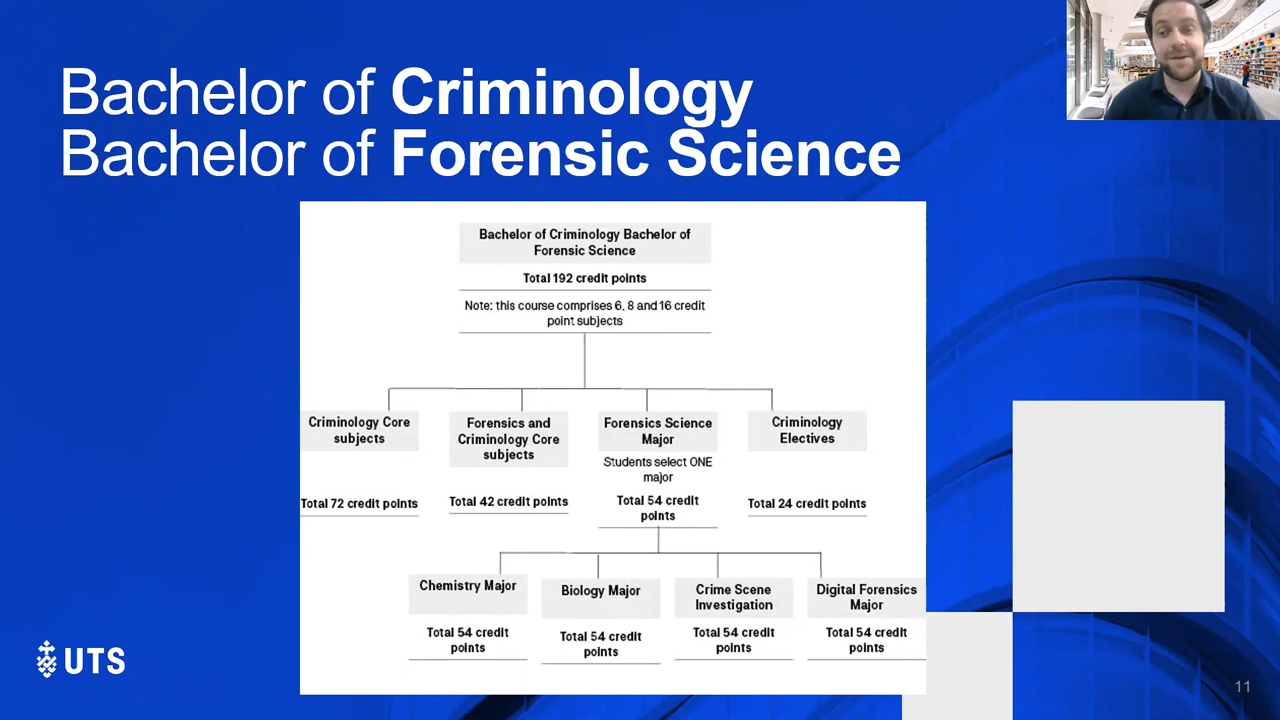 Bachelor of Criminology
Bachelor of Forensic Science
Bachelor of Criminology Bachelor of
Forensic Science
Total 192 credit points
Note: this course comprises 6, 8 and 16 credit
point subjects
Criminology Core
subjects
Total 72 credit points
Forensics and
Criminology Core
subjects
Total 42 credit points
Forensics Science
Major
Students select ONE
major
Total 54 credit
points
Criminology
Electives
Total 24 credit points
Chemistry Major
Total 54 credit
points
Biology Major
Total 54 credit
points
Crime Scene
Investigation
Total 54 credit
points
Digital Forensics
Major
Total 54 credit
points
UTS
11